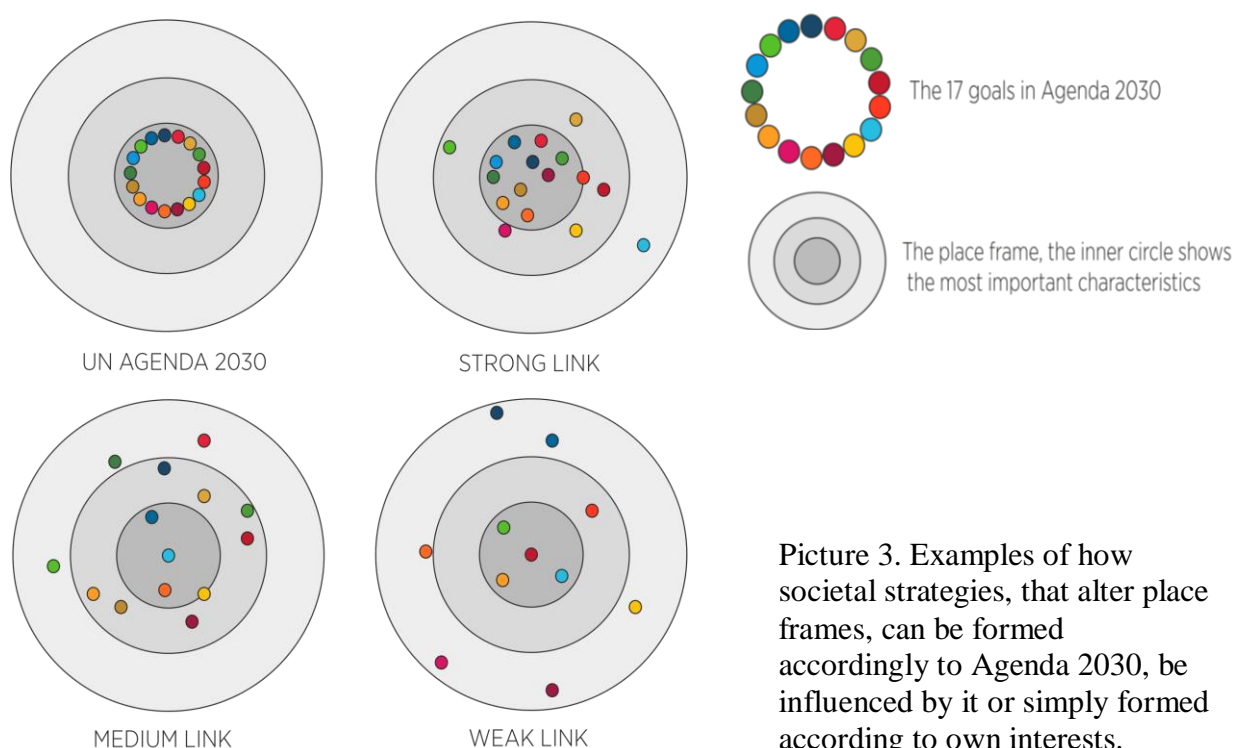 The 17 goals in Agenda 2030
The place frame, the inner circle shows
the most important characteristics
UN AGENDA 2030
STRONG LINK
MEDIUM LINK
WEAK LINK
Picture 3. Examples of how
societal strategies, that alter place
frames, can be formed
accordingly to Agenda 2030, be
influenced by it or simply formed
according to own interests.